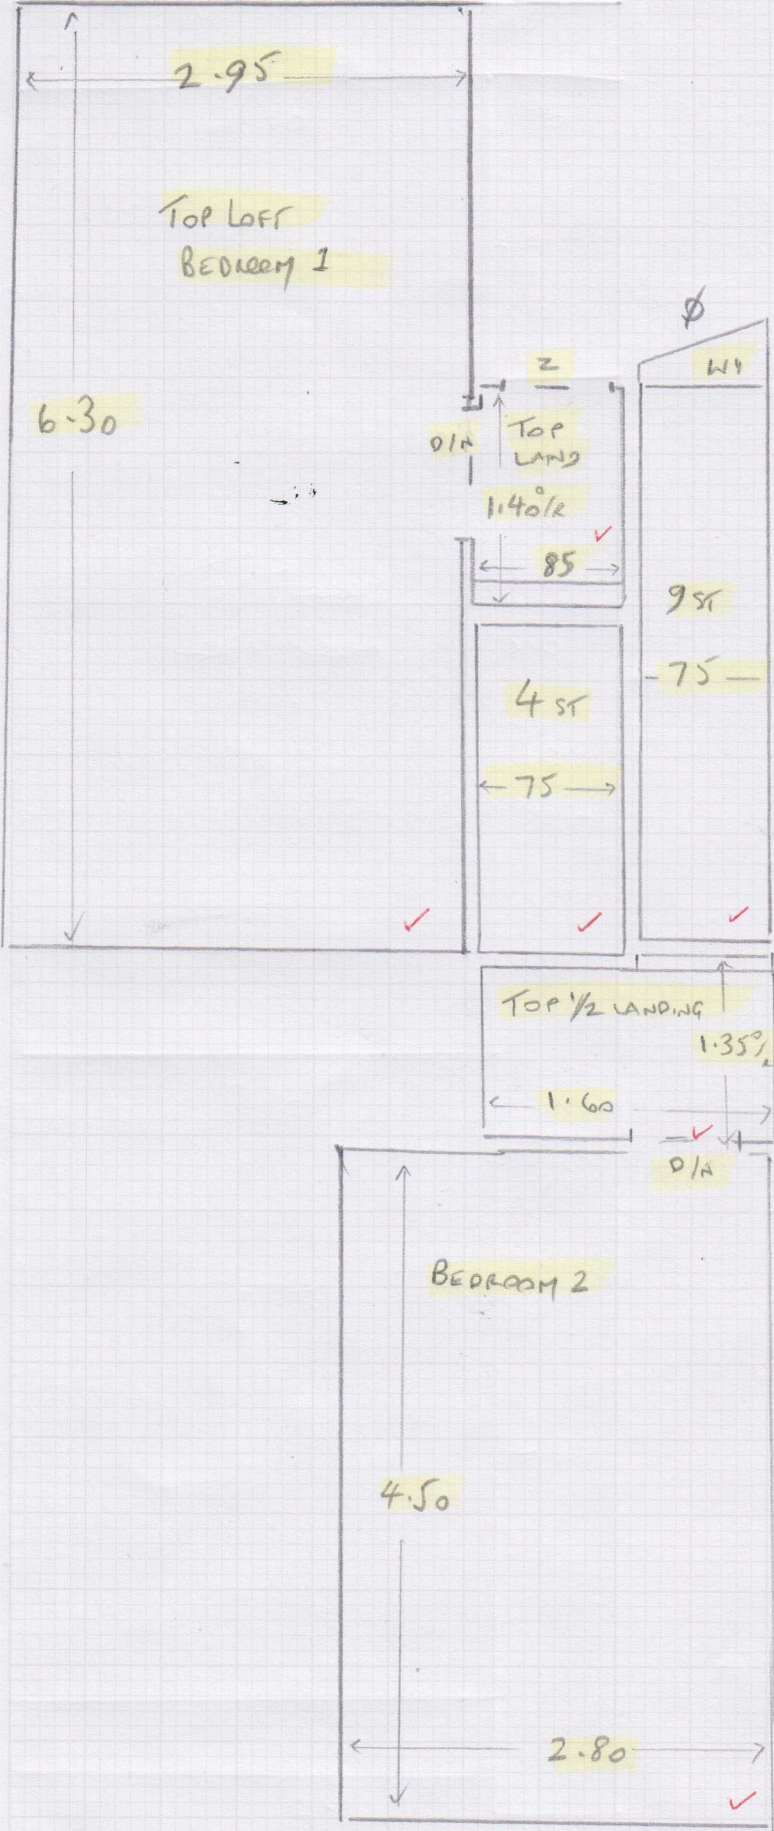 2.95
TOP LOFT
BEDROOM 1
6.30
Ø
W1
Z
D/A
TOP
LAND
1.40 O/R
85
9 ST
75
4 ST
75
TOP 1/2 LANDING
1.35
1.60
D/A
BEDROOM 2
4.50
2.80